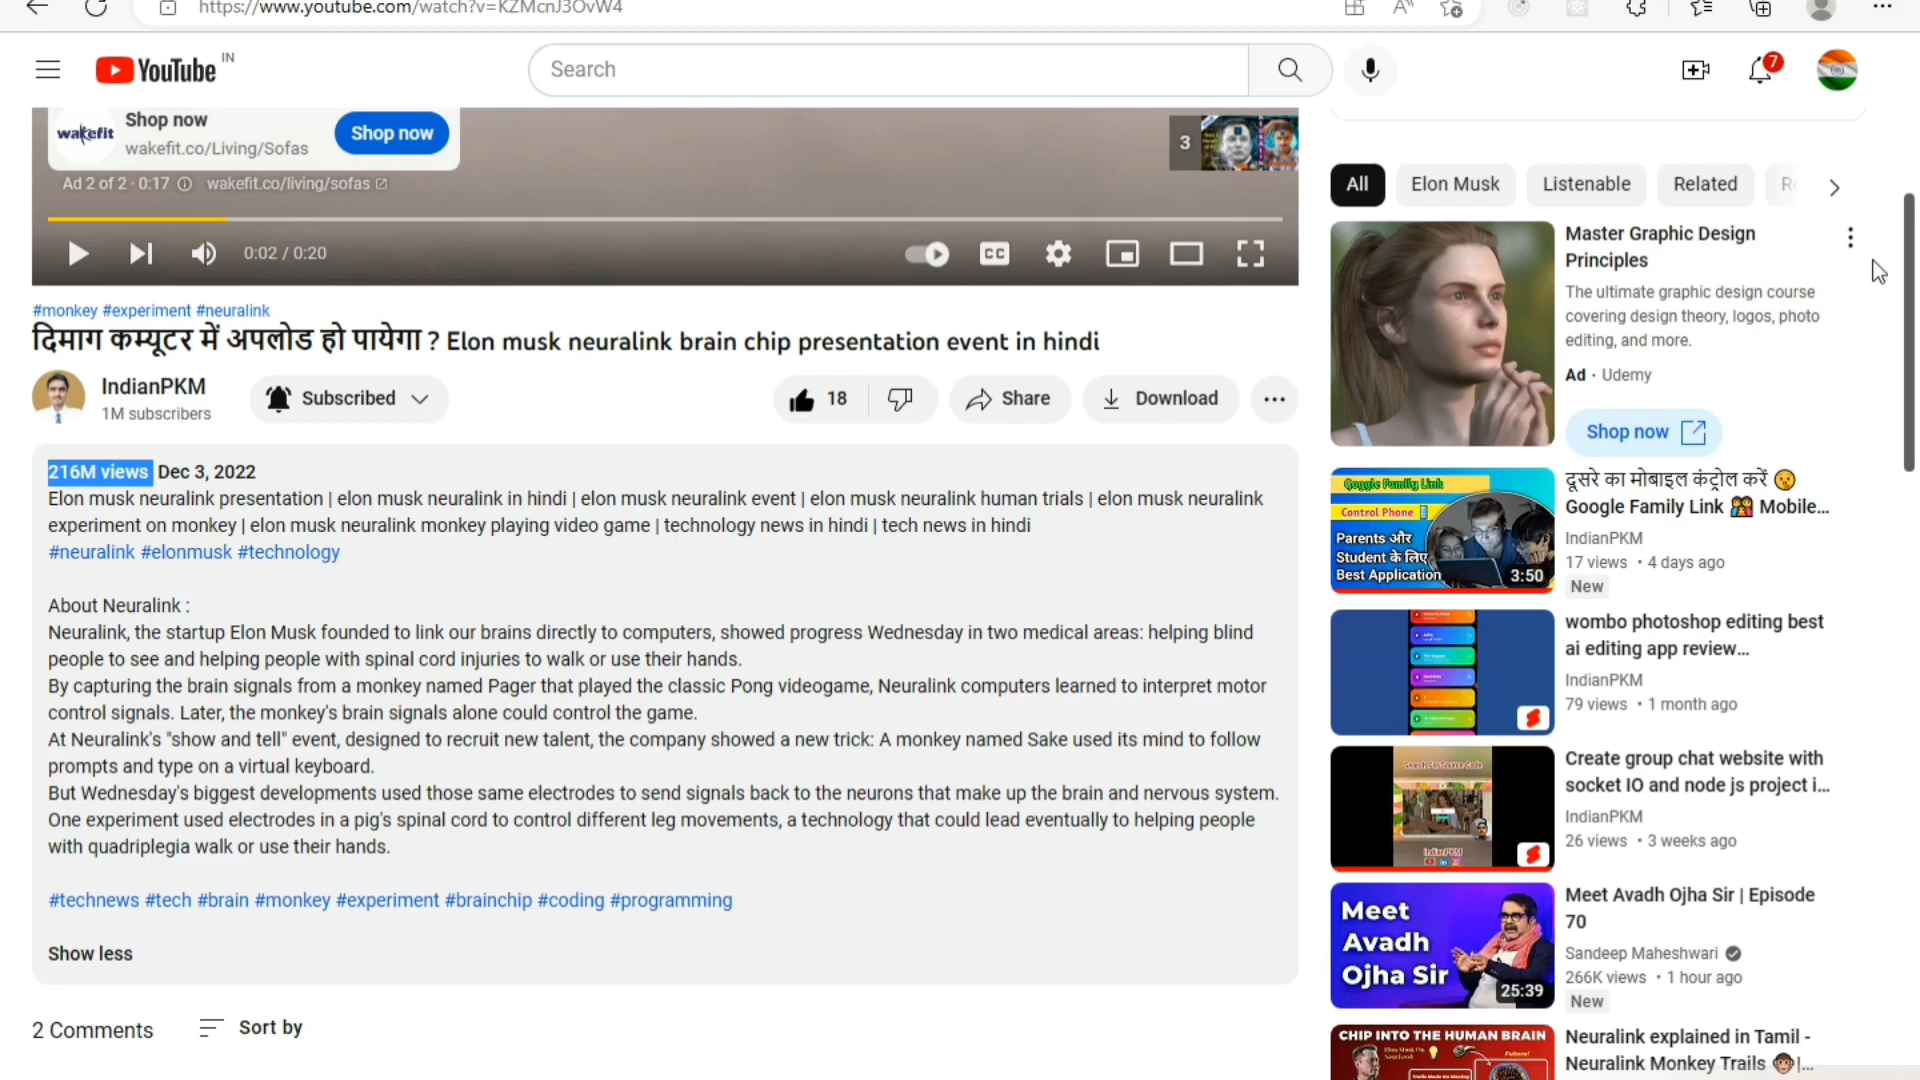 https://www.youtube.com/watch?v=KZMcnJ3OvW4
YouTube IN
Search
7
wakefit
Shop now
wakefit.co/Living/Sofas
Shop now
3
Ad 2 of 2 · 0:17 wakefit.co/living/sofas
0:02 / 0:20
CC
#monkey #experiment #neuralink
दिमाग कम्यूटर में अपलोड हो पायेगा ? Elon musk neuralink brain chip presentation event in hindi
IndianPKM
1M subscribers
Subscribed
18
Share
Download
216M views Dec 3, 2022
Elon musk neuralink presentation | elon musk neuralink in hindi | elon musk neuralink event | elon musk neuralink human trials | elon musk neuralink
experiment on monkey | elon musk neuralink monkey playing video game | technology news in hindi | tech news in hindi
#neuralink #elonmusk #technology
About Neuralink :
Neuralink, the startup Elon Musk founded to link our brains directly to computers, showed progress Wednesday in two medical areas: helping blind
people to see and helping people with spinal cord injuries to walk or use their hands.
By capturing the brain signals from a monkey named Pager that played the classic Pong videogame, Neuralink computers learned to interpret motor
control signals. Later, the monkey's brain signals alone could control the game.
At Neuralink's "show and tell" event, designed to recruit new talent, the company showed a new trick: A monkey named Sake used its mind to follow
prompts and type on a virtual keyboard.
But Wednesday's biggest developments used those same electrodes to send signals back to the neurons that make up the brain and nervous system.
One experiment used electrodes in a pig's spinal cord to control different leg movements, a technology that could lead eventually to helping people
with quadriplegia walk or use their hands.
#technews #tech #brain #monkey #experiment #brainchip #coding #programming
Show less
2 Comments
Sort by
All
Elon Musk
Listenable
Related
Master Graphic Design
Principles
The ultimate graphic design course
covering design theory, logos, photo
editing, and more.
Ad · Udemy
Shop now
Goggle Family Link
Control Phone
Parents और
Student के लिए
Best Application
3:50
दूसरे का मोबाइल कंट्रोल करें 😗
Google Family Link 👨‍👩‍👧‍👦 Mobile...
IndianPKM
17 views • 4 days ago
New
wombo photoshop editing best
ai editing app review...
IndianPKM
79 views • 1 month ago
Search For Source Code
IndianPKM
Create group chat website with
socket IO and node js project i...
IndianPKM
26 views • 3 weeks ago
Meet
Avadh
Ojha Sir
25:39
Meet Avadh Ojha Sir | Episode
70
Sandeep Maheshwari
266K views • 1 hour ago
New
CHIP INTO THE HUMAN BRAIN
Future!
Neuralink explained in Tamil -
Neuralink Monkey Trails 🐵|...